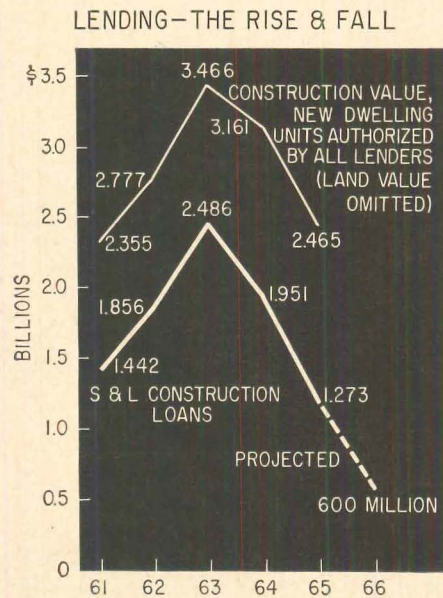 LENDING—THE RISE & FALL
$3.5
3.0
2.5
2.0
1.5
1.0
0.5
0
BILLIONS
3.466
CONSTRUCTION VALUE,
NEW DWELLING
UNITS AUTHORIZED
BY ALL LENDERS
(LAND VALUE
OMITTED)
3.161
2.777
2.355
2.465
2.486
1.856
1.951
1.442
1.273
S & L CONSTRUCTION
LOANS
PROJECTED
600 MILLION
61 62 63 64 65 66